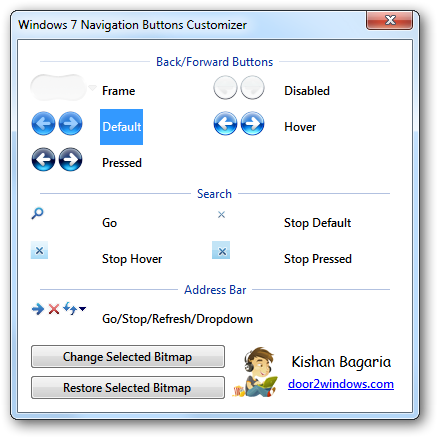 Windows 7 Navigation Buttons Customizer
Back/Forward Buttons
Frame
Disabled
Default
Hover
Pressed
Search
Go
Stop Default
Stop Hover
Stop Pressed
Address Bar
Go/Stop/Refresh/Dropdown
Change Selected Bitmap
Restore Selected Bitmap
Kishan Bagaria
door2windows.com